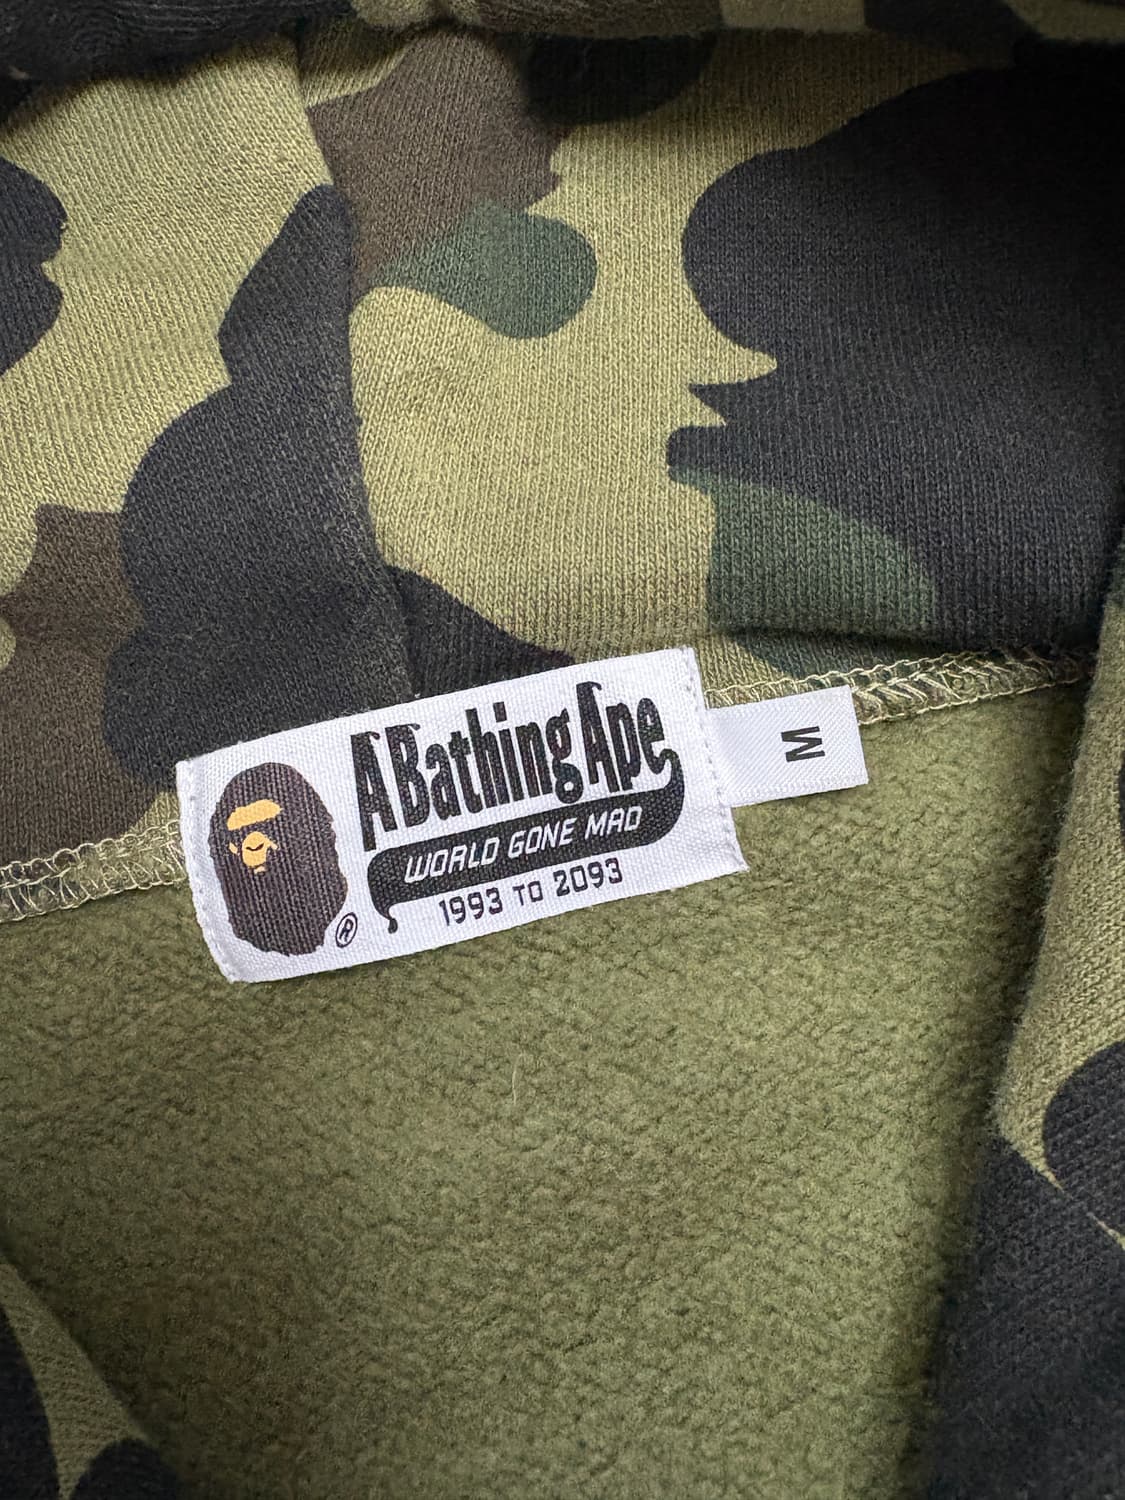 A Bathing Ape
WORLD GONE MAD
1993 TO 2093
®
M